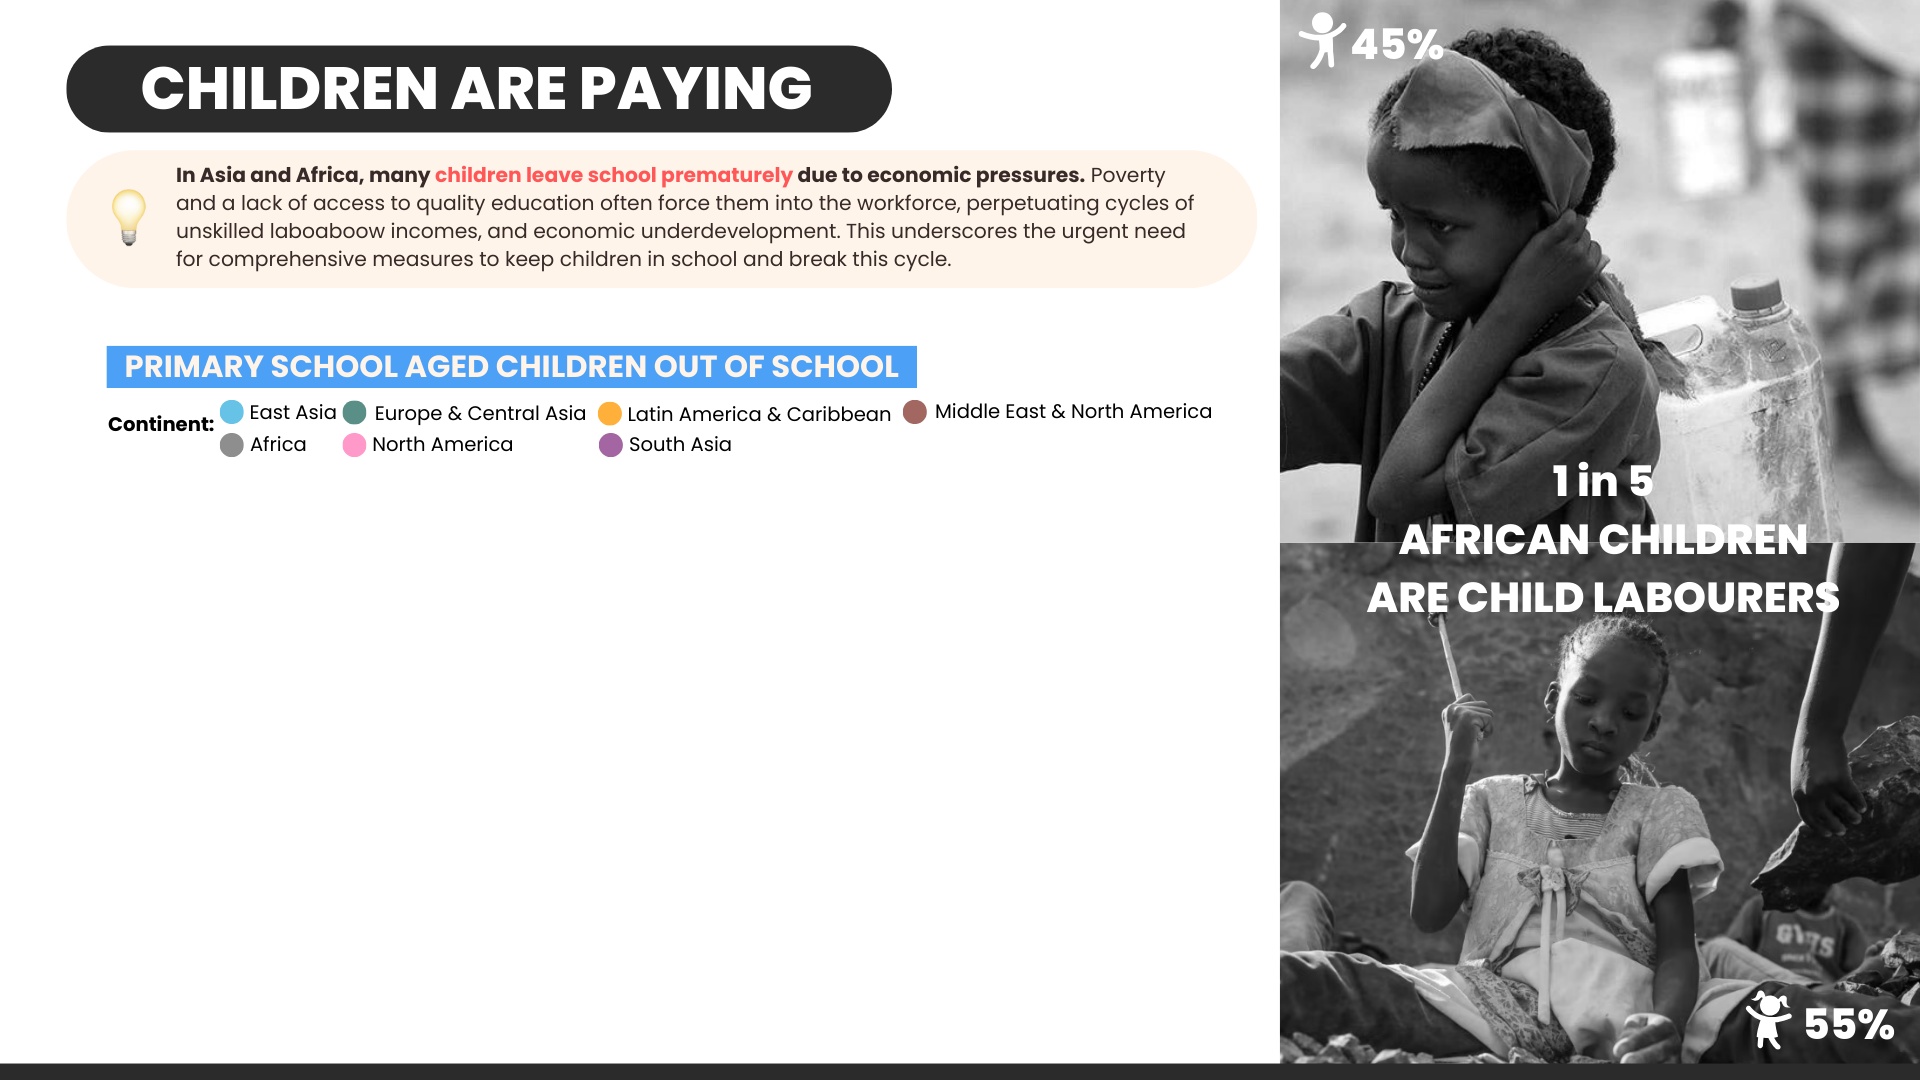 CHILDREN ARE PAYING
In Asia and Africa, many children leave school prematurely due to economic pressures. Poverty
and a lack of access to quality education often force them into the workforce, perpetuating cycles of
unskilled laboaboow incomes, and economic underdevelopment. This underscores the urgent need
for comprehensive measures to keep children in school and break this cycle.
PRIMARY SCHOOL AGED CHILDREN OUT OF SCHOOL
Continent:
East Asia
Europe & Central Asia
Latin America & Caribbean
Middle East & North America
Africa
North America
South Asia
45%
1 in 5
AFRICAN CHILDREN
ARE CHILD LABOURERS
55%